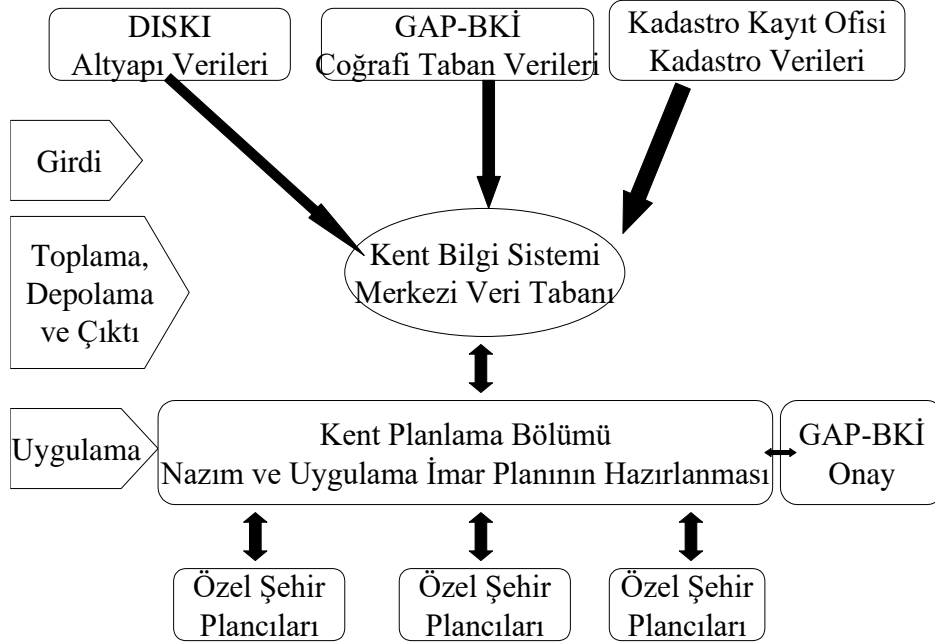 DISKI
Altyapı Verileri
GAP-BKİ
Coğrafi Taban Verileri
Kadastro Kayıt Ofisi
Kadastro Verileri
Girdi
Toplama,
Depolama
ve Çıktı
Kent Bilgi Sistemi
Merkezi Veri Tabanı
Uygulama
Kent Planlama Bölümü
Nazım ve Uygulama İmar Planının Hazırlanması
GAP-BKİ
Onay
Özel Şehir
Plancıları
Özel Şehir
Plancıları
Özel Şehir
Plancıları